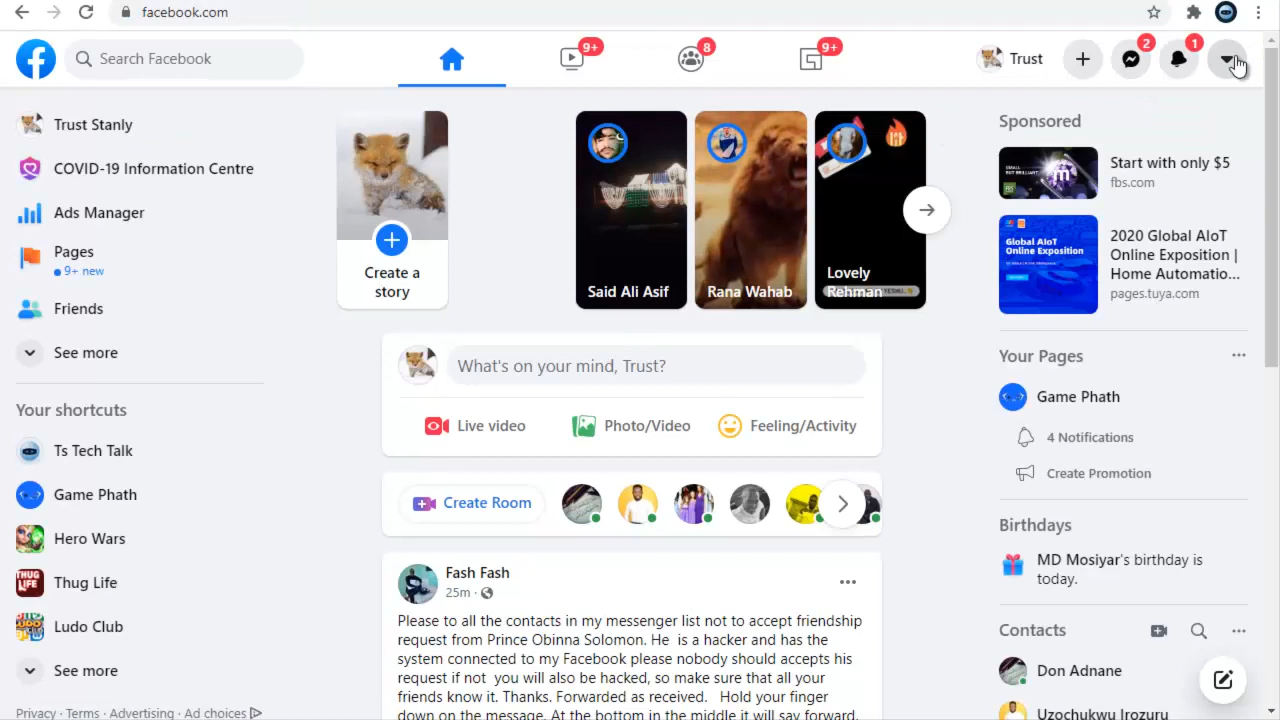 facebook.com
Search Facebook
9+
8
9+
Trust
2
1
Trust Stanly
COVID-19 Information Centre
Ads Manager
Pages
9+ new
Friends
See more
Your shortcuts
Ts Tech Talk
Game Phath
Hero Wars
Thug Life
Ludo Club
See more
Privacy · Terms · Advertising · Ad choices
Create a
story
Said Ali Asif
Rana Wahab
Lovely
Rehman
What's on your mind, Trust?
Live video
Photo/Video
Feeling/Activity
Create Room
Fash Fash
25m ·
Please to all the contacts in my messenger list not to accept friendship
request from Prince Obinna Solomon. He is a hacker and has the
system connected to my Facebook please nobody should accepts his
request if not you will also be hacked, so make sure that all your
friends know it. Thanks. Forwarded as received. Hold your finger
down on the message. At the bottom in the middle it will say forward.
Sponsored
SMALL
BUT BRILLIANT
Start with only $5
fbs.com
Global AIoT
Online Exposition
2020 Global AIoT
Online Exposition |
Home Automatio...
pages.tuya.com
Your Pages
Game Phath
4 Notifications
Create Promotion
Birthdays
MD Mosiyar's birthday is
today.
Contacts
Don Adnane
Uzochukwu Irozuru
THUG
LIFE